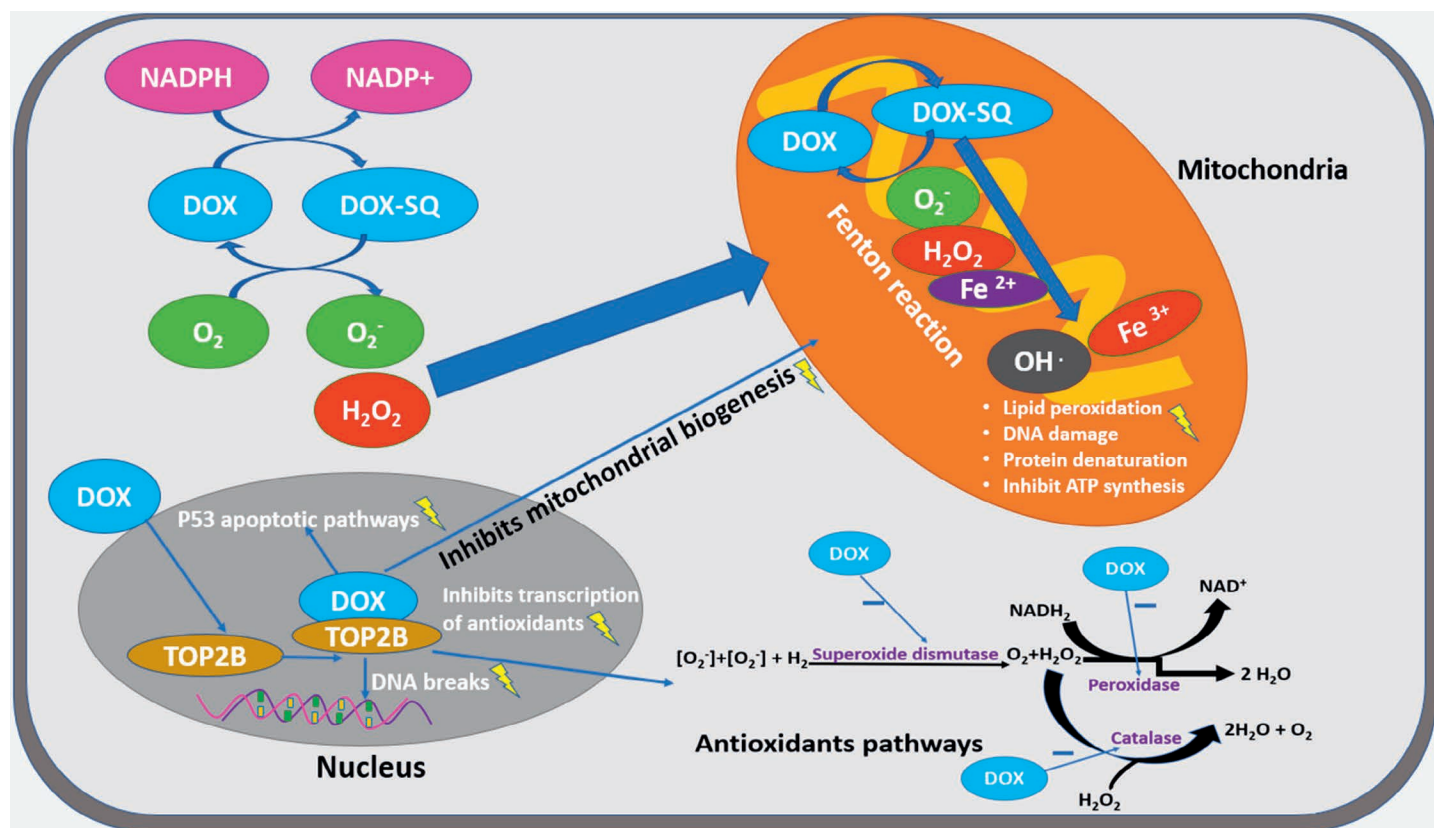 NADPH
NADP+
DOX
DOX-SQ
O₂
O₂⁻
H₂O₂
DOX
DOX-SQ
O₂⁻
H₂O₂
Fe ²⁺
Fenton reaction
Fe ³⁺
OH ·
• Lipid peroxidation
• DNA damage
• Protein denaturation
• Inhibit ATP synthesis
Mitochondria
Inhibits mitochondrial biogenesis
DOX
P53 apoptotic pathways
DOX
TOP2B
TOP2B
Inhibits transcription
of antioxidants
DNA breaks
Nucleus
DOX
DOX
NADH₂
NAD⁺
[O₂⁻]+[O₂⁻] + H₂
Superoxide dismutase
O₂+H₂O₂
2 H₂O
Peroxidase
Antioxidants pathways
Catalase
2H₂O + O₂
DOX
H₂O₂